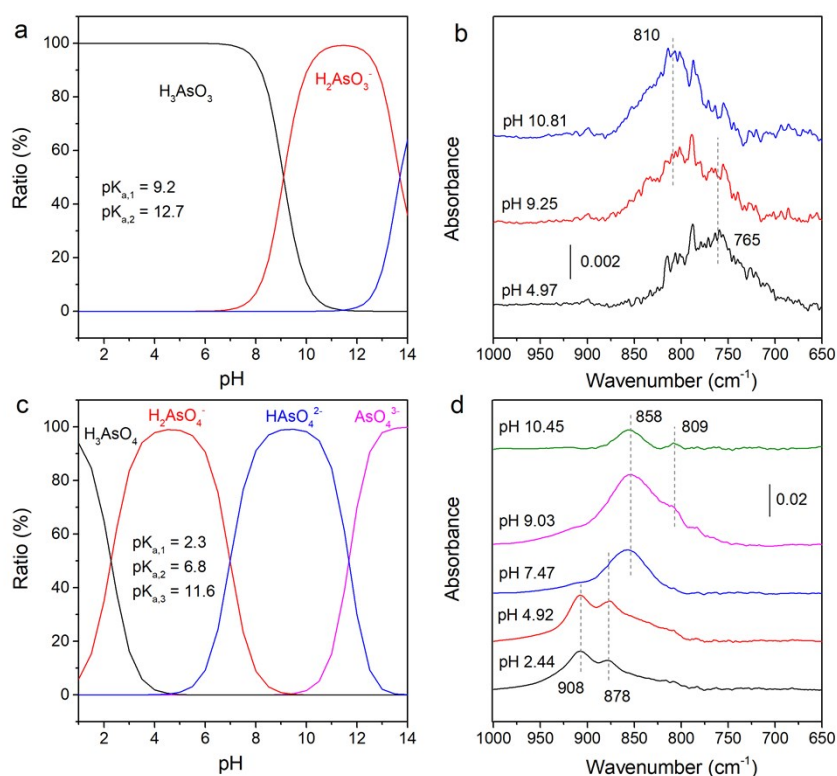 a
H₃AsO₃
H₂AsO₃⁻
pKₐ,₁ = 9.2
pKₐ,₂ = 12.7
Ratio (%)
100
80
60
40
20
0
2 4 6 8 10 12 14
pH
b
810
pH 10.81
pH 9.25
765
0.002
pH 4.97
Absorbance
1000 950 900 850 800 750 700 650
Wavenumber (cm⁻¹)
c
H₃AsO₄
H₂AsO₄⁻
HAsO₄²⁻
AsO₄³⁻
pKₐ,₁ = 2.3
pKₐ,₂ = 6.8
pKₐ,₃ = 11.6
Ratio (%)
100
80
60
40
20
0
2 4 6 8 10 12 14
pH
d
858
809
pH 10.45
0.02
pH 9.03
pH 7.47
pH 4.92
pH 2.44
908
878
Absorbance
1000 950 900 850 800 750 700 650
Wavenumber (cm⁻¹)